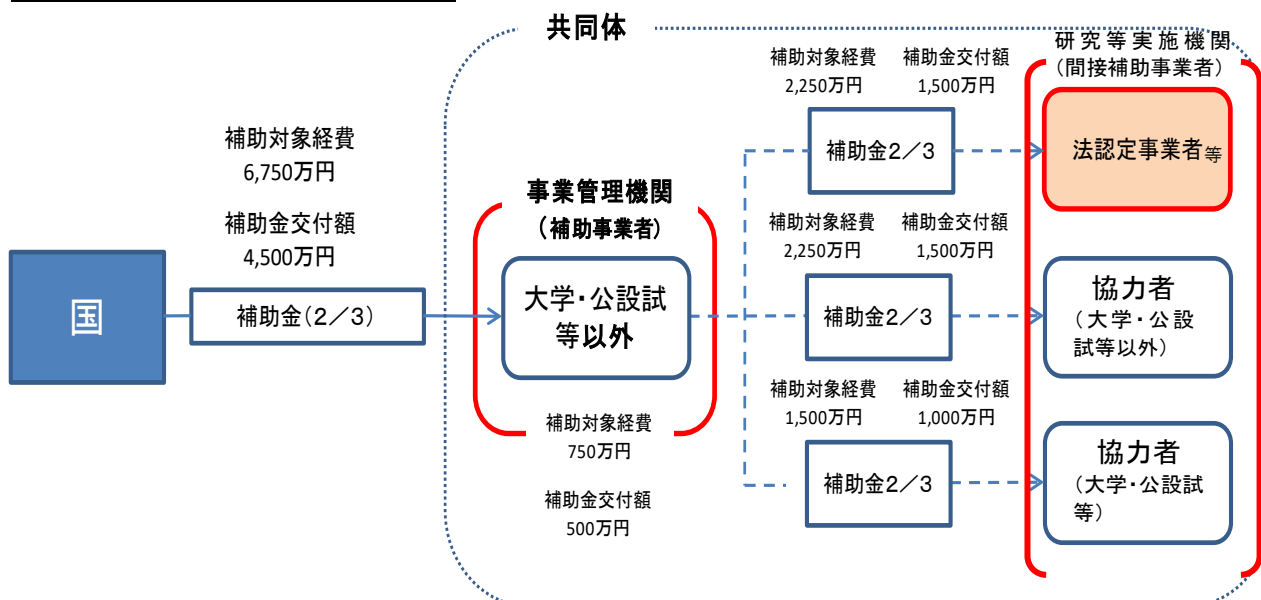 共同体
補助対象経費
6,750万円
補助金交付額
4,500万円
国
補助金(2/3)
事業管理機関
(補助事業者)
大学・公設試
等以外
補助対象経費
750万円
補助金交付額
500万円
補助対象経費
2,250万円
補助金交付額
1,500万円
補助金2/3
補助対象経費
2,250万円
補助金交付額
1,500万円
補助金2/3
補助対象経費
1,500万円
補助金交付額
1,000万円
補助金2/3
研究等実施機関
(間接補助事業者)
法認定事業者等
協力者
(大学・公設
試等以外)
協力者
(大学・公設試
等)